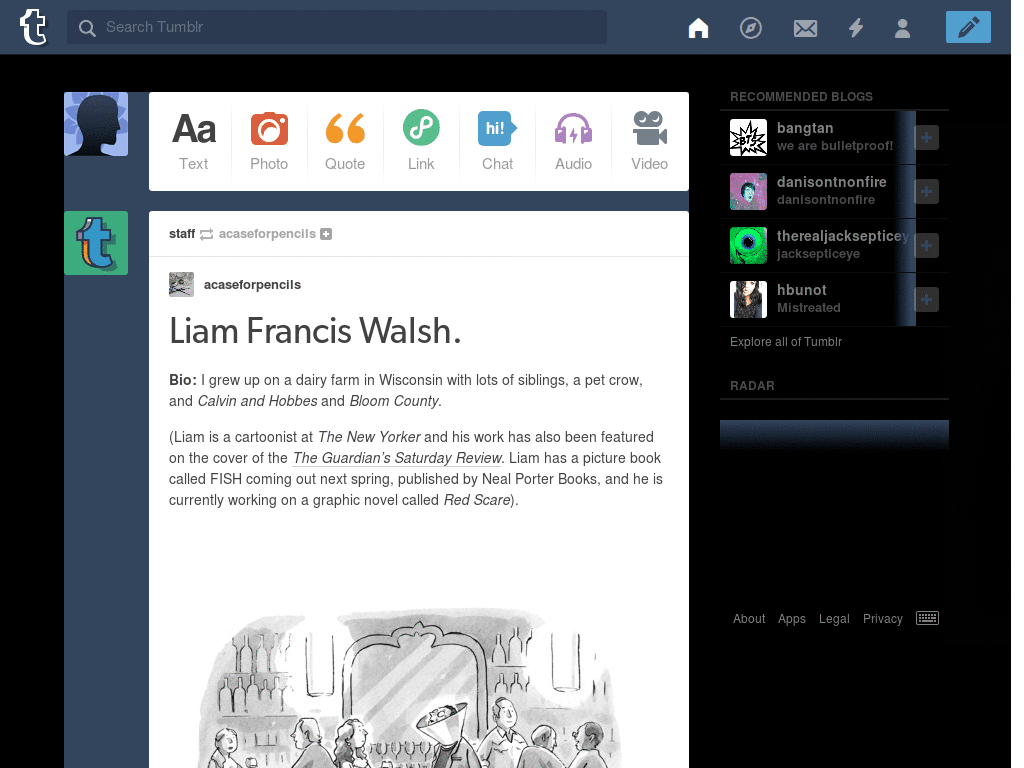 t
Search Tumblr
Aa
hi!
Text
Photo
Quote
Link
Chat
Audio
Video
staff acaseforpencils
acaseforpencils
Liam Francis Walsh.
Bio: I grew up on a dairy farm in Wisconsin with lots of siblings, a pet crow,
and Calvin and Hobbes and Bloom County.
(Liam is a cartoonist at The New Yorker and his work has also been featured
on the cover of the The Guardian's Saturday Review. Liam has a picture book
called FISH coming out next spring, published by Neal Porter Books, and he is
currently working on a graphic novel called Red Scare).
RECOMMENDED BLOGS
BTS
bangtan
we are bulletproof!
danisontnonfire
danisontnonfire
therealjacksepticey
jacksepticeye
hbunot
Mistreated
Explore all of Tumblr
RADAR
About Apps Legal Privacy